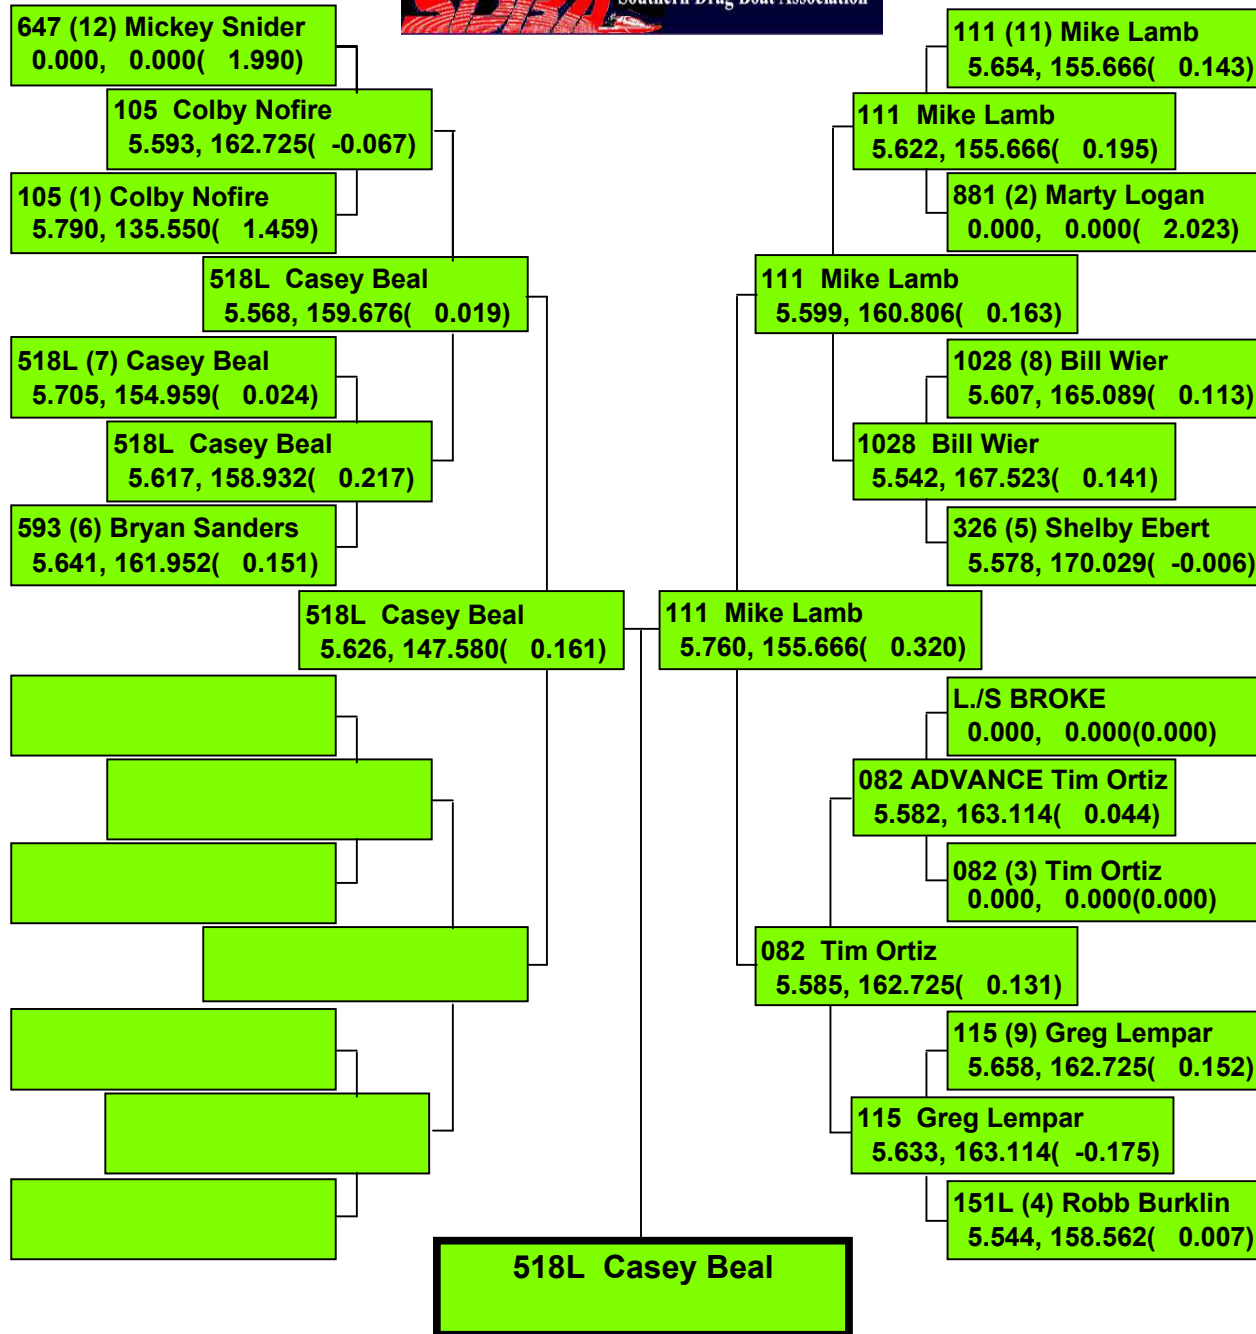 SDBA
Southern Drag Boat Association
647 (12) Mickey Snider
0.000, 0.000( 1.990)
105 Colby Nofire
5.593, 162.725( -0.067)
105 (1) Colby Nofire
5.790, 135.550( 1.459)
518L Casey Beal
5.568, 159.676( 0.019)
518L (7) Casey Beal
5.705, 154.959( 0.024)
518L Casey Beal
5.617, 158.932( 0.217)
593 (6) Bryan Sanders
5.641, 161.952( 0.151)
518L Casey Beal
5.626, 147.580( 0.161)
111 (11) Mike Lamb
5.654, 155.666( 0.143)
111 Mike Lamb
5.622, 155.666( 0.195)
881 (2) Marty Logan
0.000, 0.000( 2.023)
111 Mike Lamb
5.599, 160.806( 0.163)
1028 (8) Bill Wier
5.607, 165.089( 0.113)
1028 Bill Wier
5.542, 167.523( 0.141)
326 (5) Shelby Ebert
5.578, 170.029( -0.006)
111 Mike Lamb
5.760, 155.666( 0.320)
L./S BROKE
0.000, 0.000(0.000)
082 ADVANCE Tim Ortiz
5.582, 163.114( 0.044)
082 (3) Tim Ortiz
0.000, 0.000(0.000)
082 Tim Ortiz
5.585, 162.725( 0.131)
115 (9) Greg Lempar
5.658, 162.725( 0.152)
115 Greg Lempar
5.633, 163.114( -0.175)
151L (4) Robb Burklin
5.544, 158.562( 0.007)
518L Casey Beal